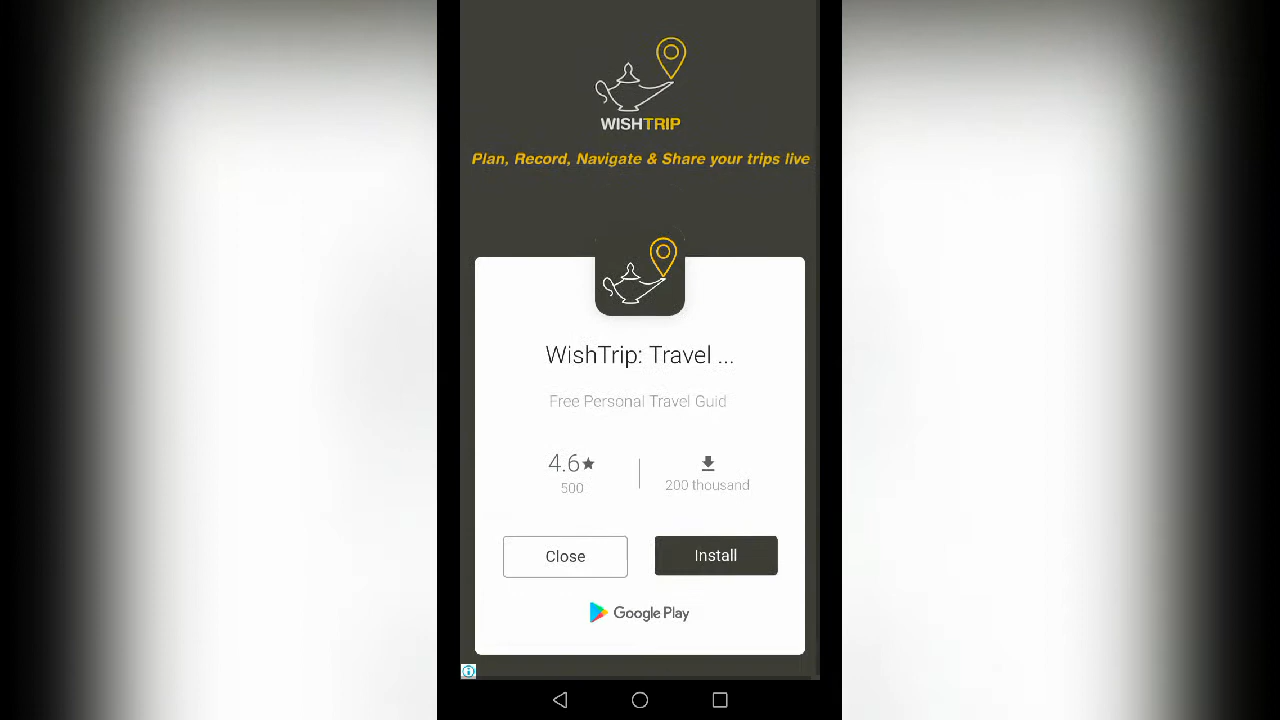 WISHTRIP
Plan, Record, Navigate & Share your trips live
WishTrip: Travel ...
Free Personal Travel Guid
4.6★
500
200 thousand
Close
Install
Google Play